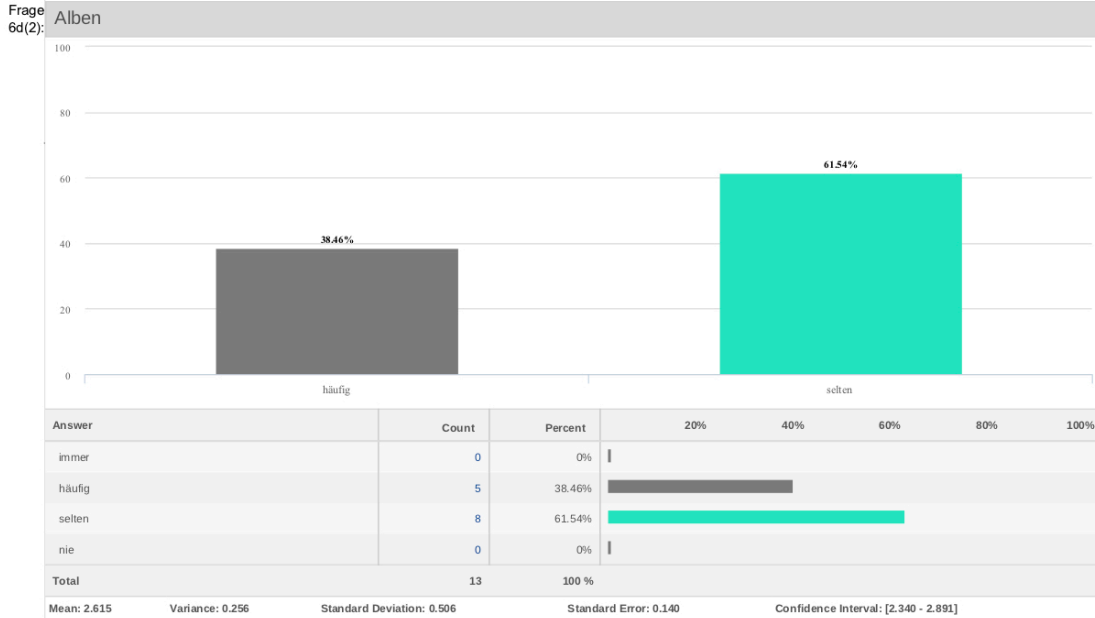 Frage
6d(2):
Alben
100
80
60
40
20
0
38.46%
61.54%
häufig selten
Answer Count Percent 20% 40% 60% 80% 100%
immer 0 0%
häufig 5 38.46%
selten 8 61.54%
nie 0 0%
Total 13 100 %
Mean: 2.615 Variance: 0.256 Standard Deviation: 0.506 Standard Error: 0.140 Confidence Interval: [2.340 - 2.891]